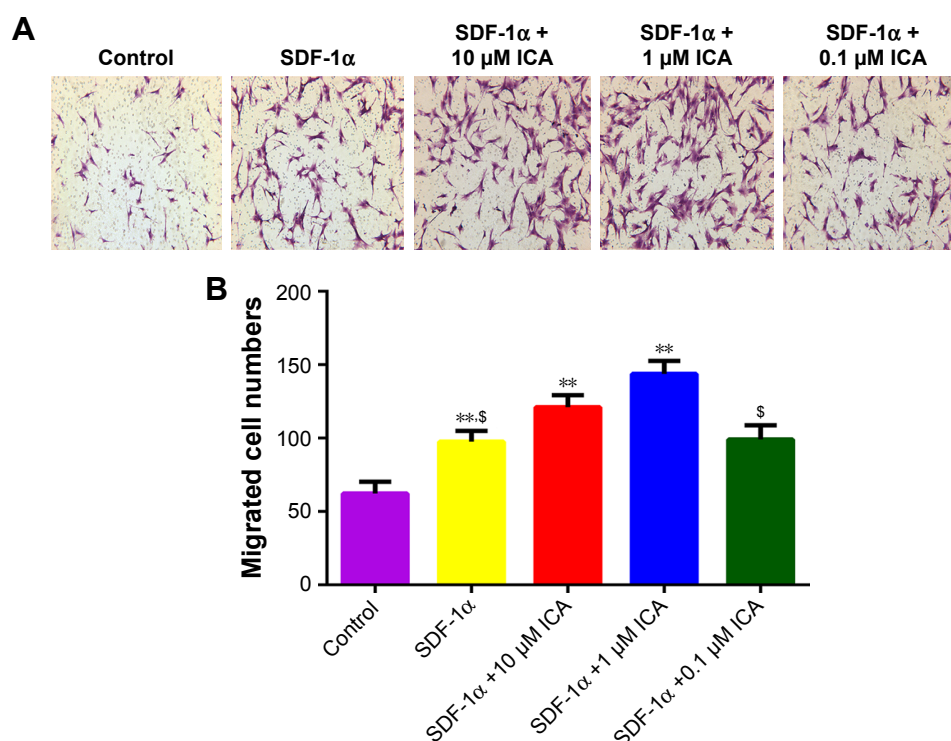 A
Control
SDF-1α
SDF-1α +
10 µM ICA
SDF-1α +
1 µM ICA
SDF-1α +
0.1 µM ICA
B
Migrated cell numbers
200
150
100
50
0
**,$
**
**
$
Control
SDF-1α
SDF-1α +10 µM ICA
SDF-1α +1 µM ICA
SDF-1α +0.1 µM ICA